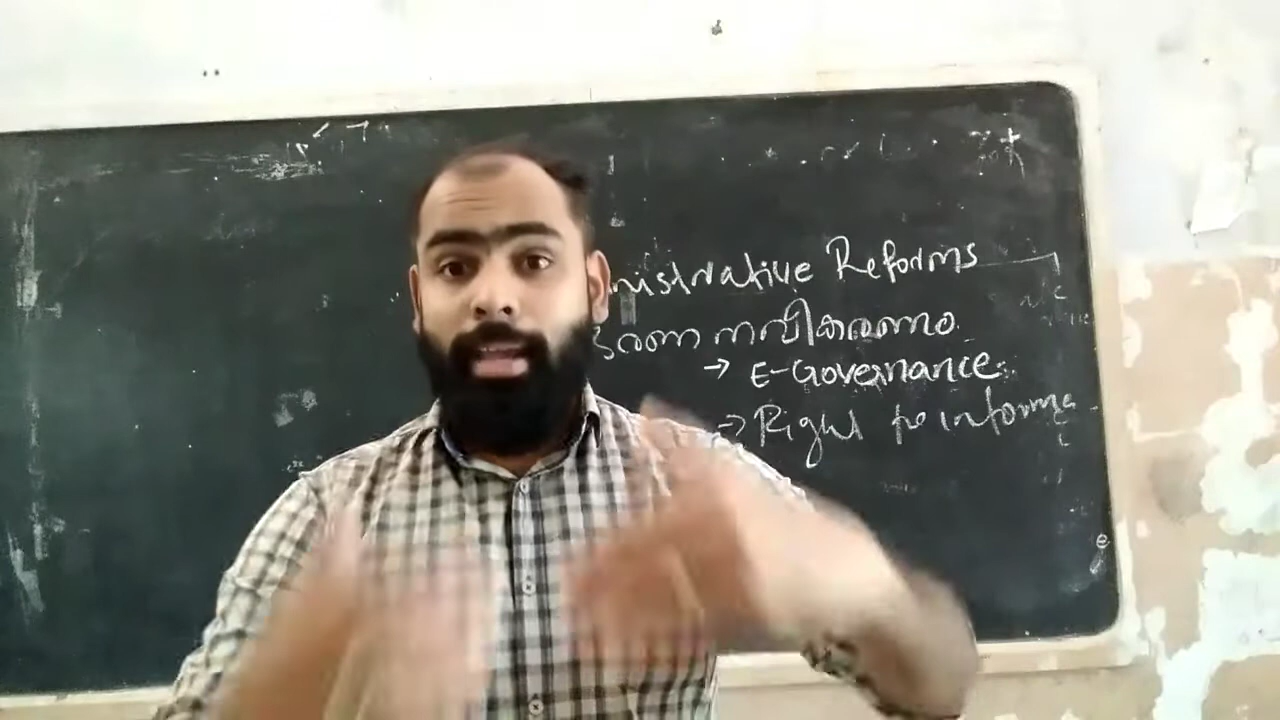 nistrative Reforms
ഭരണ നവീകരണം
→ E-Governance
→ Right to informa